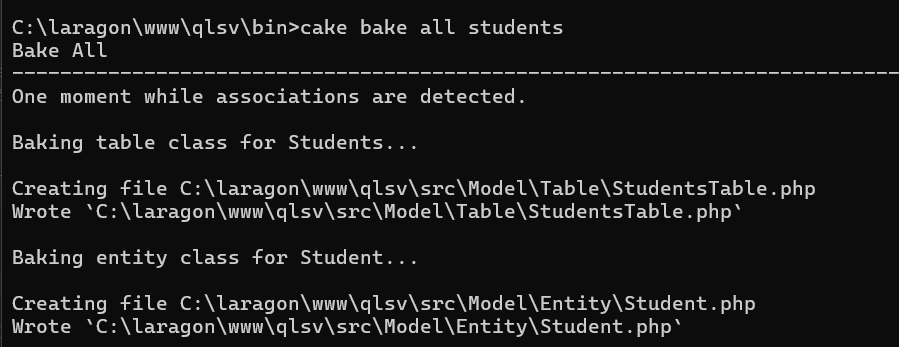 C:\laragon\www\qlsv\bin>cake bake all students
Bake All
---------------------------------------------------------------------------
One moment while associations are detected.
Baking table class for Students...
Creating file C:\laragon\www\qlsv\src\Model\Table\StudentsTable.php
Wrote `C:\laragon\www\qlsv\src\Model\Table\StudentsTable.php`
Baking entity class for Student...
Creating file C:\laragon\www\qlsv\src\Model\Entity\Student.php
Wrote `C:\laragon\www\qlsv\src\Model\Entity\Student.php`